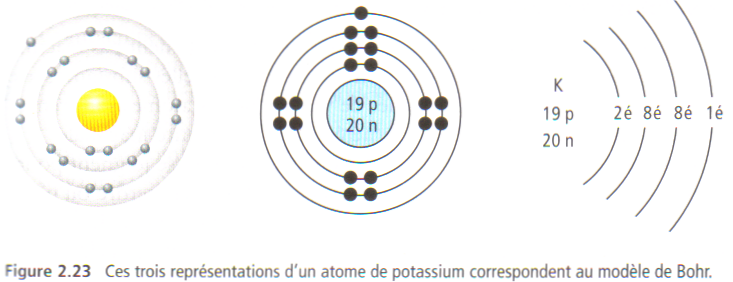 19 p
20 n
K
19 p 2é 8é 8é 1é
20 n
Figure 2.23 Ces trois représentations d'un atome de potassium correspondent au modèle de Bohr.